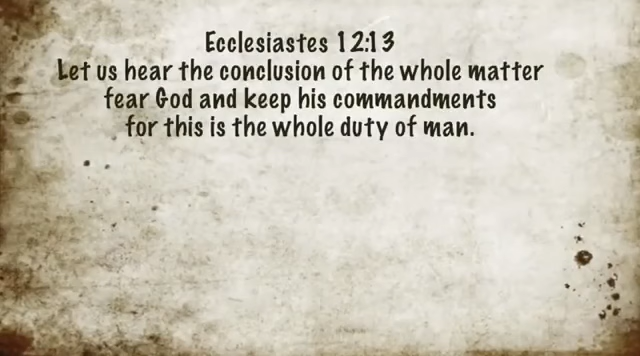 Ecclesiastes 12:13
Let us hear the conclusion of the whole matter
fear God and keep his commandments
for this is the whole duty of man.